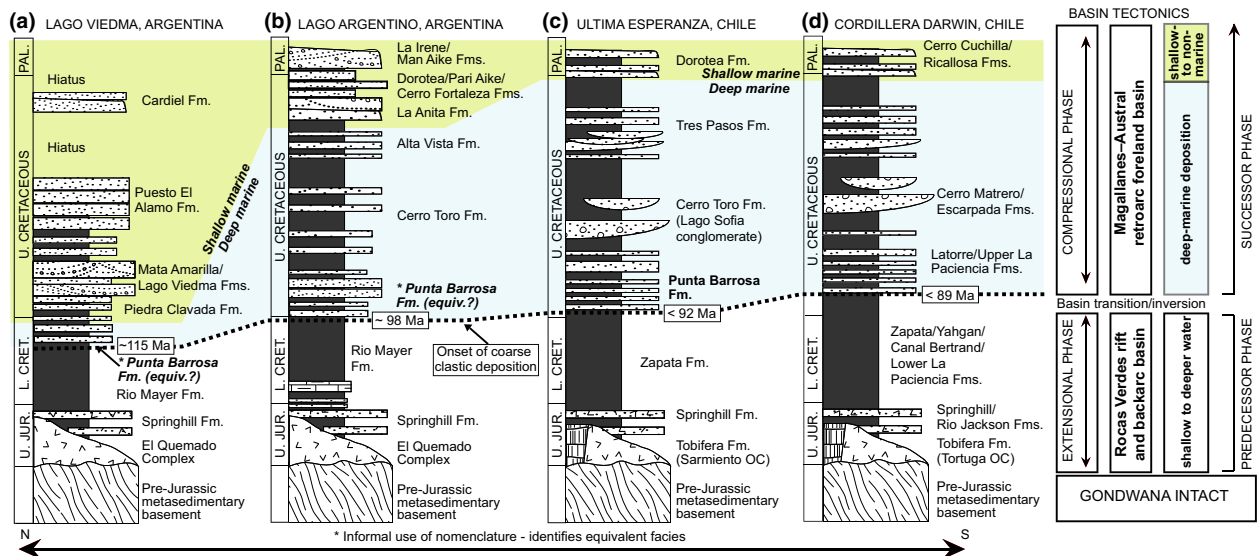 (a) LAGO VIEDMA, ARGENTINA
PAL.
U. CRETACEOUS
L. CRET.
U. JUR.
Hiatus
Cardiel Fm.
Hiatus
Puesto El
Alamo Fm.
Shallow marine
Deep marine
Mata Amarilla/
Lago Viedma Fms.
Piedra Clavada Fm.
~115 Ma
* Punta Barrosa
Fm. (equiv.?)
Rio Mayer Fm.
Springhill Fm.
El Quemado
Complex
Pre-Jurassic
metasedimentary
basement
(b) LAGO ARGENTINO, ARGENTINA
PAL.
U. CRETACEOUS
L. CRET.
U. JUR.
La Irene/
Man Aike Fms.
Dorotea/Pari Aike/
Cerro Fortaleza Fms.
La Anita Fm.
Alta Vista Fm.
Cerro Toro Fm.
* Punta Barrosa
Fm. (equiv.?)
~ 98 Ma
Rio Mayer
Fm.
Onset of coarse
clastic deposition
Springhill Fm.
El Quemado
Complex
Pre-Jurassic
metasedimentary
basement
(c) ULTIMA ESPERANZA, CHILE
PAL.
U. CRETACEOUS
L. CRET.
U. JUR.
Dorotea Fm.
Shallow marine
Deep marine
Tres Pasos Fm.
Cerro Toro Fm.
(Lago Sofia
conglomerate)
Punta Barrosa
Fm.
< 92 Ma
Zapata Fm.
Springhill Fm.
Tobifera Fm.
(Sarmiento OC)
Pre-Jurassic
metasedimentary
basement
(d) CORDILLERA DARWIN, CHILE
PAL.
U. CRETACEOUS
L. CRET.
U. JUR.
Cerro Cuchilla/
Ricallosa Fms.
Cerro Matrero/
Escarpada Fms.
Latorre/Upper La
Paciencia Fms.
< 89 Ma
Zapata/Yahgan/
Canal Bertrand/
Lower La
Paciencia Fms.
Springhill/
Rio Jackson Fms.
Tobifera Fm.
(Tortuga OC)
Pre-Jurassic
metasedimentary
basement
BASIN TECTONICS
COMPRESSIONAL PHASE
Magallanes–Austral
retroarc foreland basin
shallow-
to non-
marine
deep-marine deposition
SUCCESSOR PHASE
Basin transition/inversion
EXTENSIONAL PHASE
Rocas Verdes rift
and backarc basin
shallow to deeper water
PREDECESSOR PHASE
GONDWANA INTACT
N
* Informal use of nomenclature - identifies equivalent facies
S